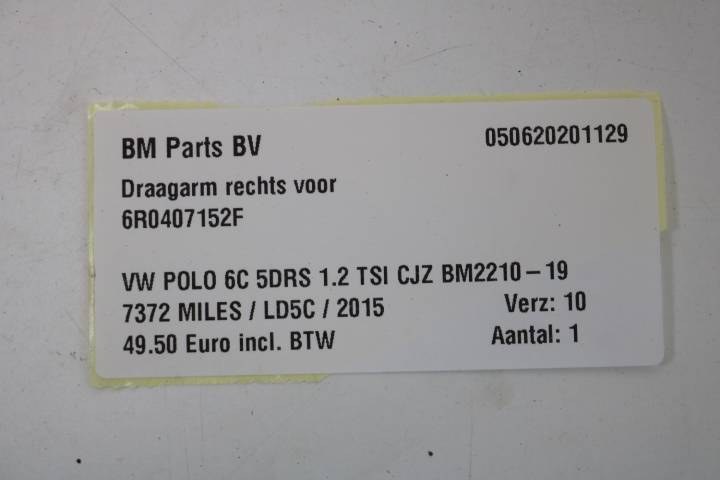 BM Parts BV 050620201129
Draagarm rechts voor
6R0407152F
VW POLO 6C 5DRS 1.2 TSI CJZ BM2210-19
7372 MILES / LD5C / 2015 Verz: 10
49.50 Euro incl. BTW Aantal: 1